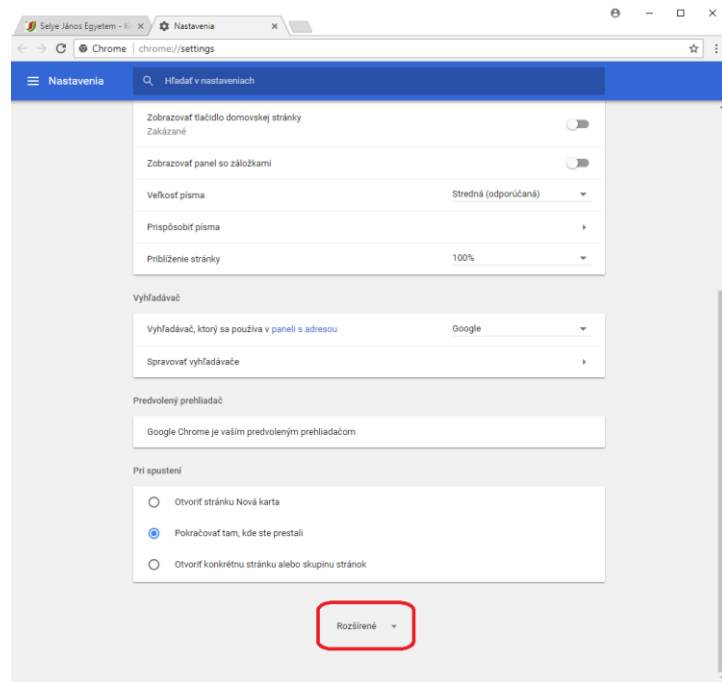 Selye János Egyetem -
Nastavenia
Chrome
chrome://settings
Nastavenia
Hľadať v nastaveniach
Zobrazovať tlačidlo domovskej stránky
Zakázané
Zobrazovať panel so záložkami
Veľkosť písma
Stredná (odporúčaná)
Prispôsobiť písma
Priblíženie stránky
100%
Vyhľadávač
Vyhľadávač, ktorý sa používa v paneli s adresou
Google
Spravovať vyhľadávače
Predvolený prehliadač
Google Chrome je vaším predvoleným prehliadačom
Pri spustení
Otvoriť stránku Nová karta
Pokračovať tam, kde ste prestali
Otvoriť konkrétnu stránku alebo skupinu stránok
Rozšírené